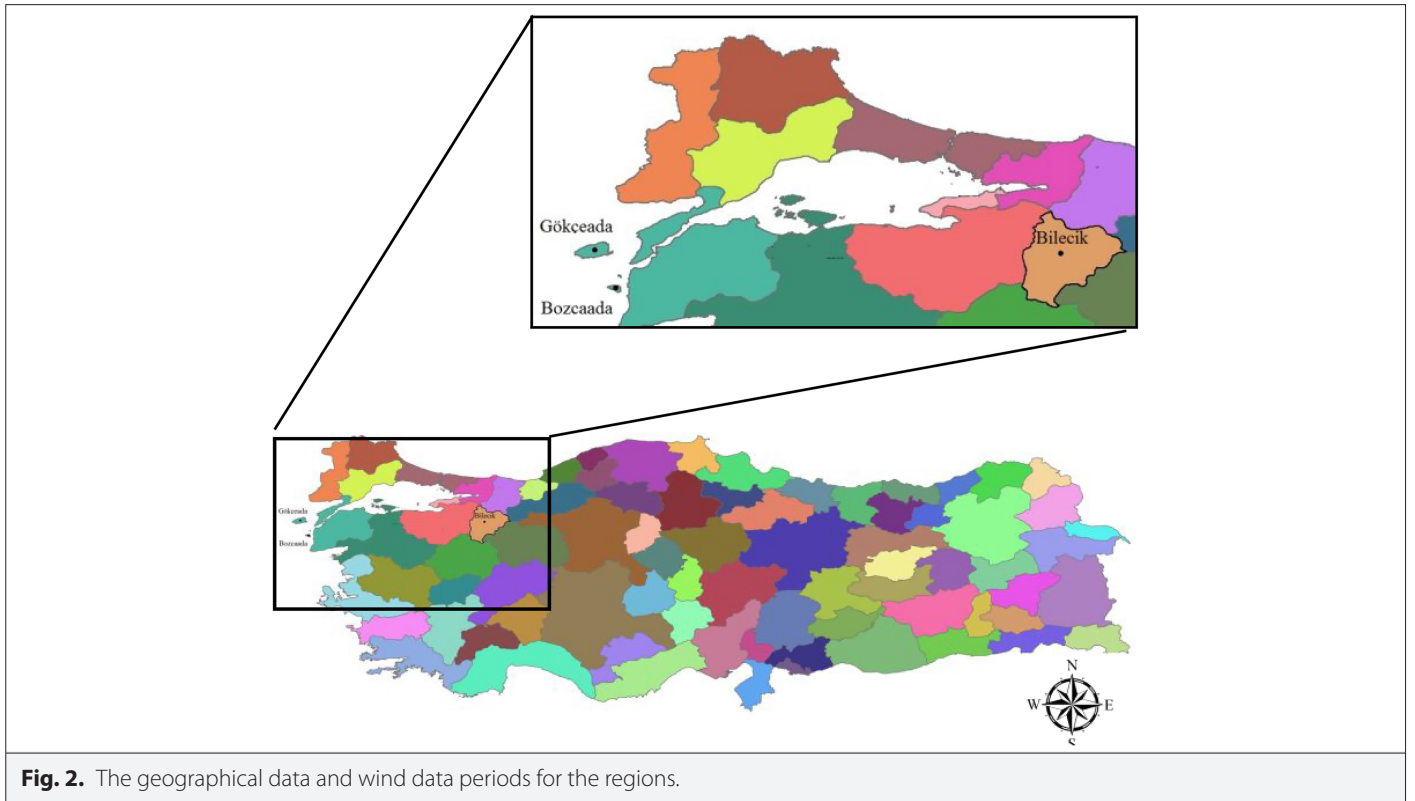 Gökçeada
Bilecik
Bozcaada
Gökçeada
Bilecik
Bozcaada
N
W
E
S
Fig. 2. The geographical data and wind data periods for the regions.